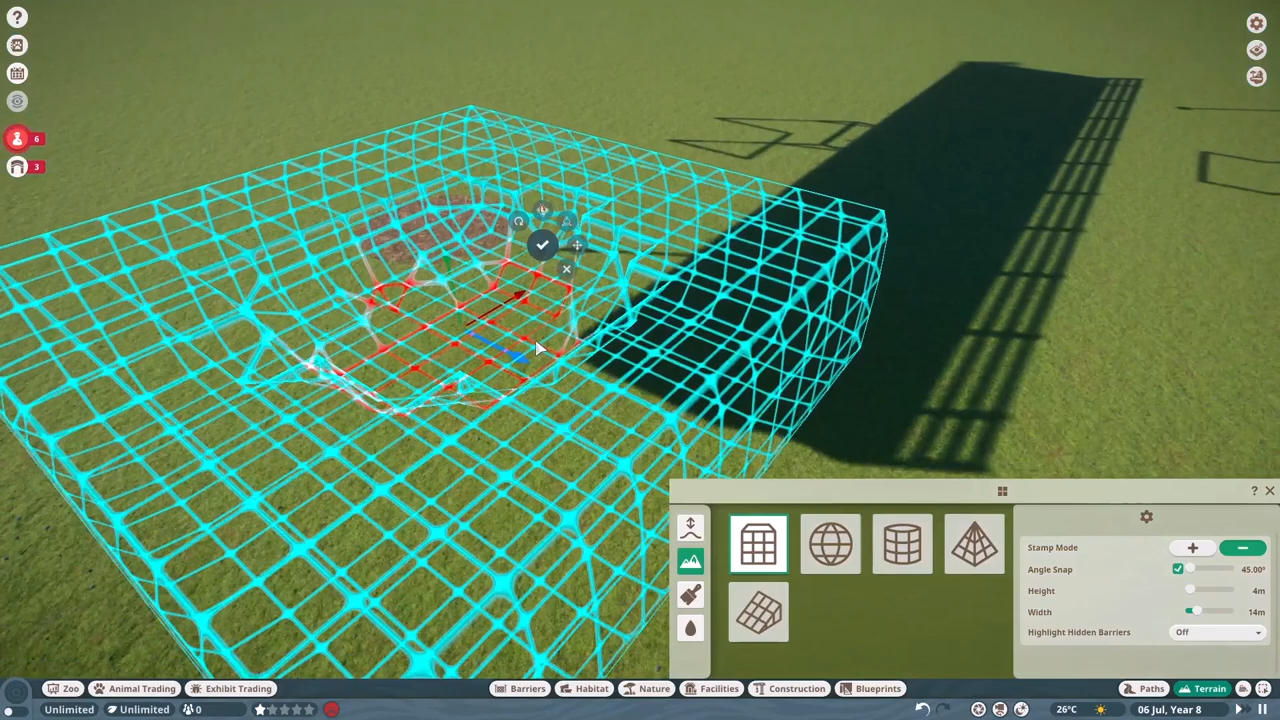 ?
6
3
? ×
Stamp Mode + −
Angle Snap 45.00°
Height 4m
Width 14m
Highlight Hidden Barriers Off
Zoo Animal Trading Exhibit Trading Barriers Habitat Nature Facilities Construction Blueprints Paths Terrain
Unlimited Unlimited 0 26°C 06 Jul, Year 8